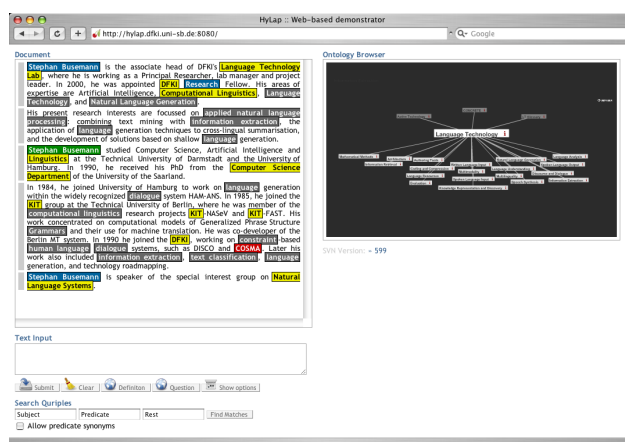 HyLap :: Web-based demonstrator
http://hylap.dfki.uni-sb.de:8080/
Google
Document
Stephan Busemann is the associate head of DFKI's Language Technology
Lab, where he is working as a Principal Researcher, lab manager and project
leader. In 2000, he was appointed DFKI Research Fellow. His areas of
expertise are Artificial Intelligence, Computational Linguistics, Language
Technology, and Natural Language Generation.
His present research interests are focussed on applied natural language
processing: combining text mining with information extraction, the
application of language generation techniques to cross-lingual summarisation,
and the development of solutions based on shallow language generation.
Stephan Busemann studied Computer Science, Artificial Intelligence and
Linguistics at the Technical University of Darmstadt and the University of
Hamburg. In 1990, he received his PhD from the Computer Science
Department of the University of the Saarland.
In 1984, he joined University of Hamburg to work on language generation
within the widely recognized dialogue system HAM-ANS. In 1985, he joined the
KIT group at the Technical University of Berlin, where he was member of the
computational linguistics research projects KIT-NASeV and KIT-FAST. His
work concentrated on computational models of Generalized Phrase Structure
Grammars and their use for machine translation. He was co-developer of the
Berlin MT system. In 1990 he joined the DFKI, working on constraint-based
human language dialogue systems, such as DISCO and COSMA. Later his
work also included information extraction, text classification, language
generation, and technology roadmapping.
Stephan Busemann is speaker of the special interest group on Natural
Language Systems.
Ontology Browser
Language Technology
SVN Version: ~ 599
Text Input
Submit Clear Definiton Question Show options
Search Quriples
Subject Predicate Rest Find Matches
Allow predicate synonyms